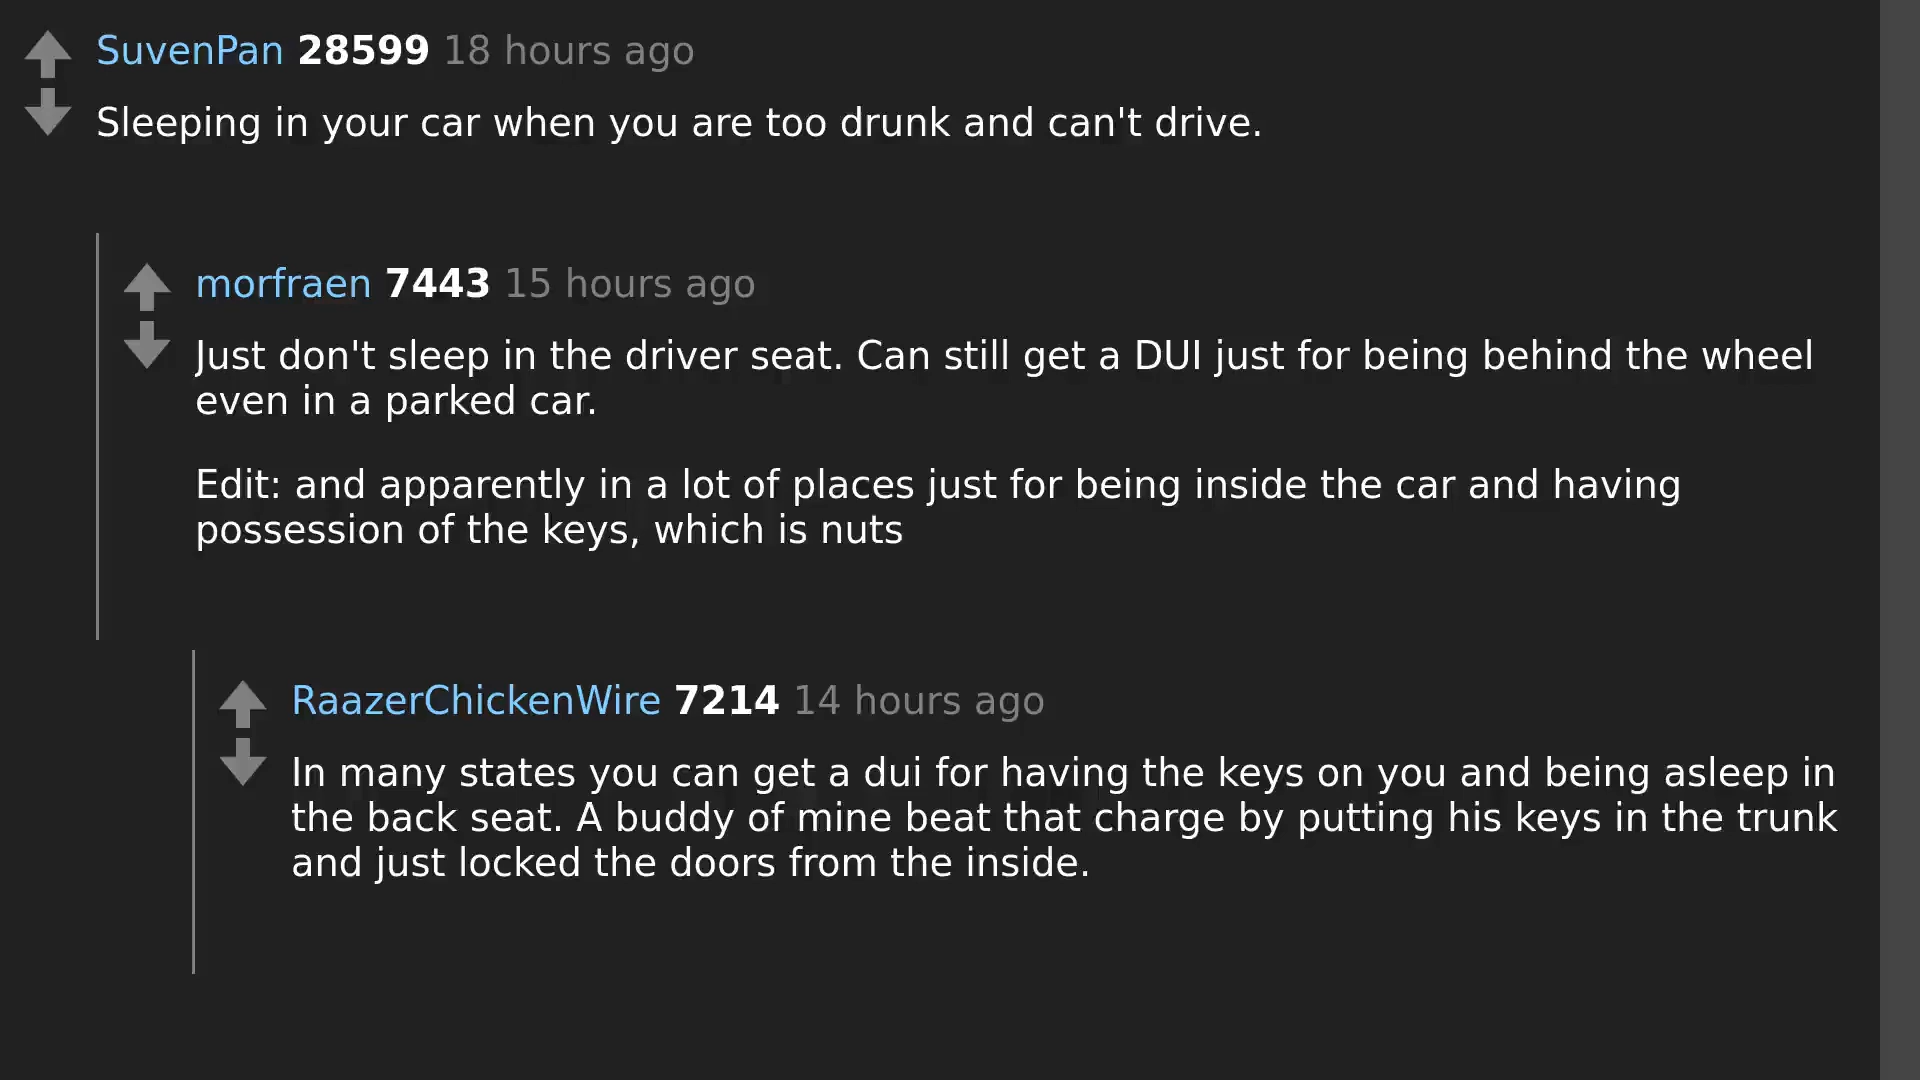 SuvenPan 28599 18 hours ago
Sleeping in your car when you are too drunk and can't drive.
morfraen 7443 15 hours ago
Just don't sleep in the driver seat. Can still get a DUI just for being behind the wheel
even in a parked car.
Edit: and apparently in a lot of places just for being inside the car and having
possession of the keys, which is nuts
RaazerChickenWire 7214 14 hours ago
In many states you can get a dui for having the keys on you and being asleep in
the back seat. A buddy of mine beat that charge by putting his keys in the trunk
and just locked the doors from the inside.